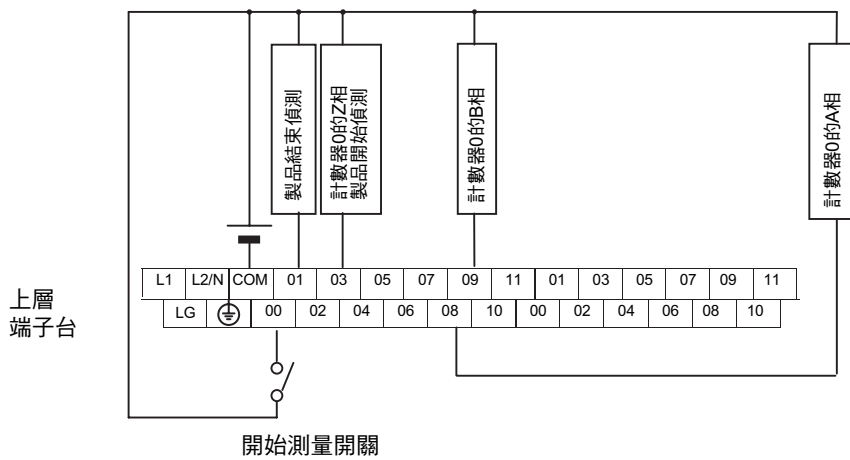 製品結束偵測
計數器0的Z相
製品開始偵測
計數器0的B相
計數器0的A相
L1 L2/N COM 01 03 05 07 09 11 01 03 05 07 09 11
LG 00 02 04 06 08 10 00 02 04 06 08 10
上層
端子台
開始測量開關